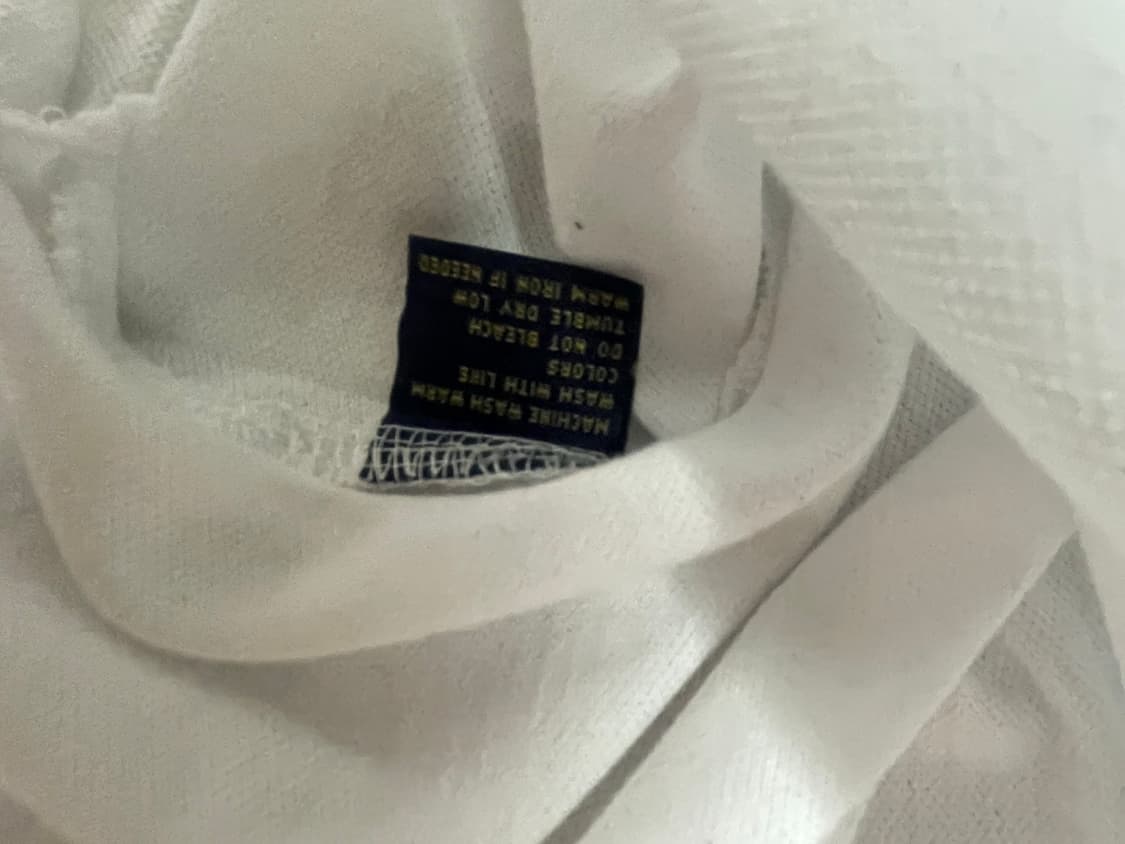 MACHINE WASH WARM
WASH WITH LIKE
COLORS
DO NOT BLEACH
TUMBLE DRY LOW
WARM IRON IF NEEDED